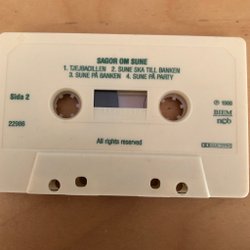 SAGOR OM SUNE
1. TJEJBACILLEN 2. SUNE SKA TILL BANKEN
3. SUNE PÅ BANKEN 4. SUNE PÅ PARTY
Sida 2
22986
℗ 1986
BIEM
ncb
All rights reserved